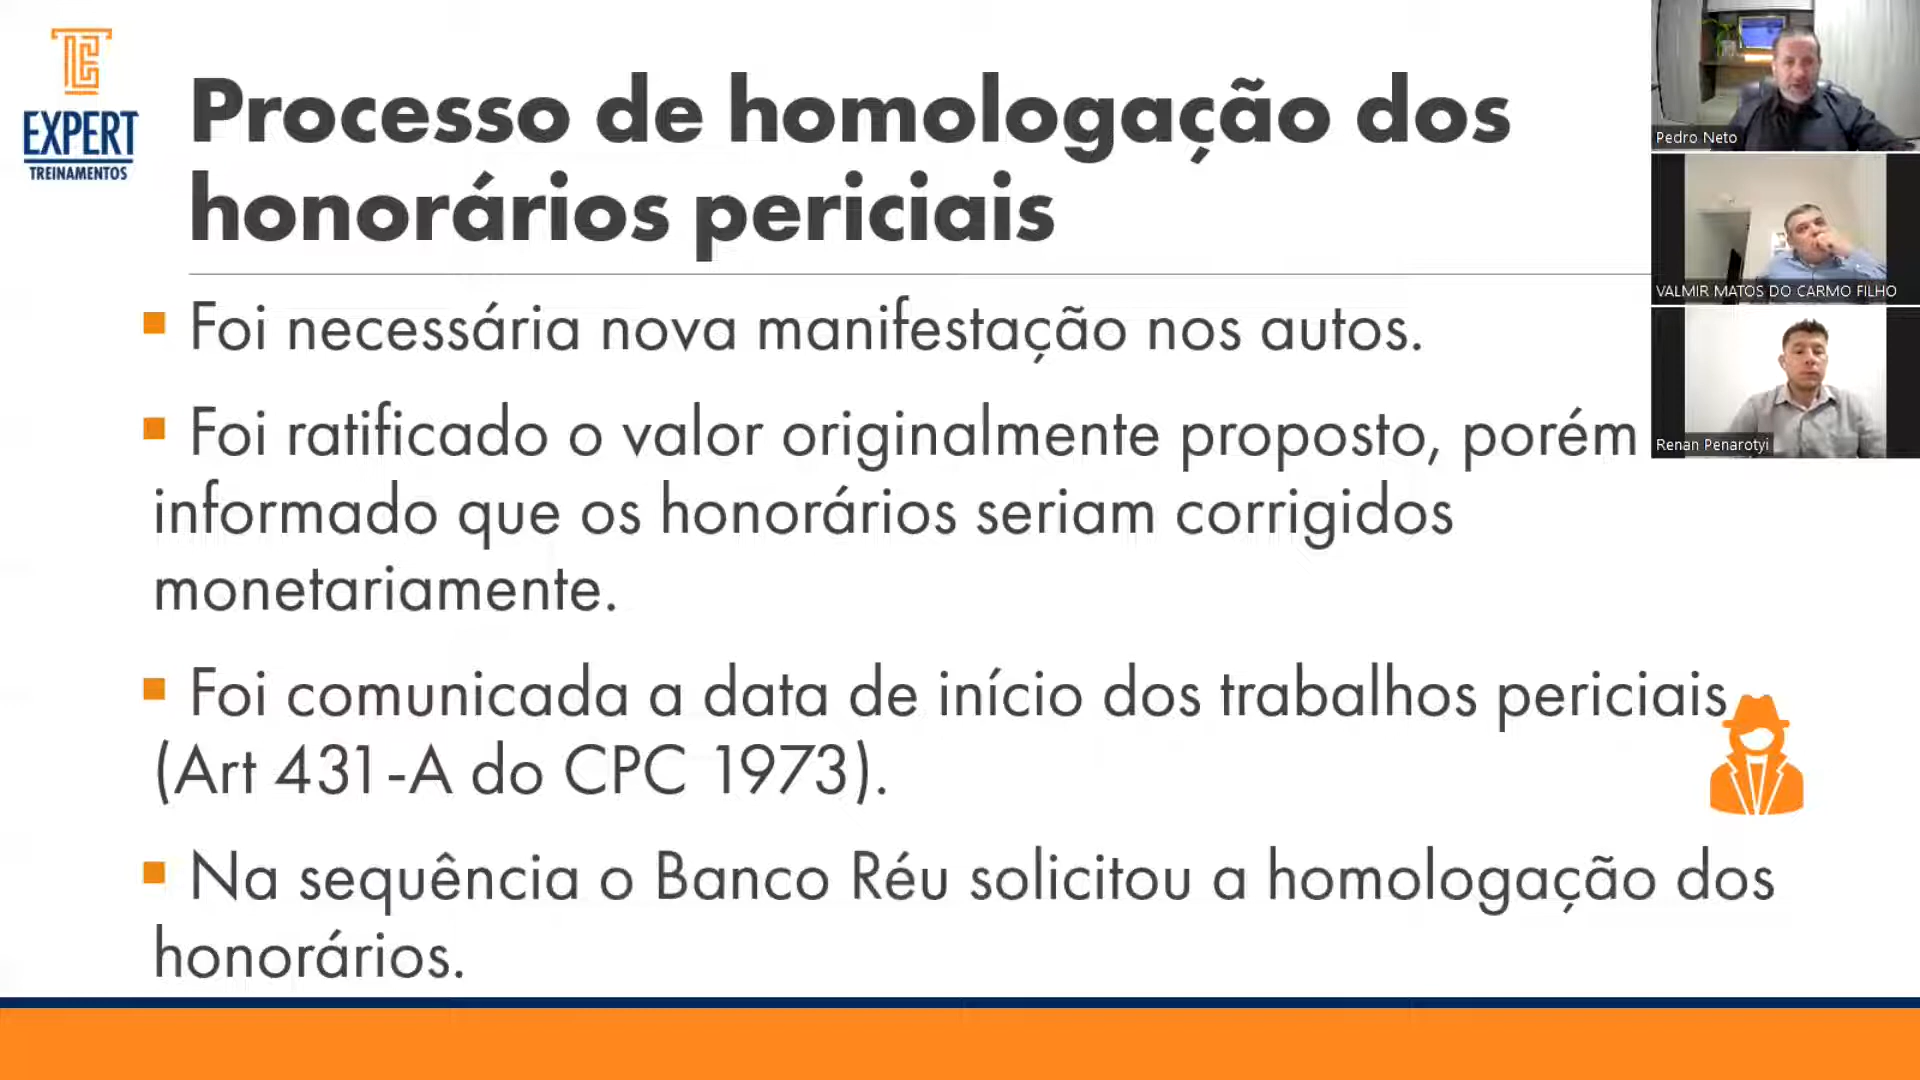 EXPERT
TREINAMENTOS
Processo de homologação dos
honorários periciais
▪ Foi necessária nova manifestação nos autos.
▪ Foi ratificado o valor originalmente proposto, porém
informado que os honorários seriam corrigidos
monetariamente.
▪ Foi comunicada a data de início dos trabalhos periciais
(Art 431-A do CPC 1973).
▪ Na sequência o Banco Réu solicitou a homologação dos
honorários.
Pedro Neto
VALMIR MATOS DO CARMO FILHO
Renan Penarotyi